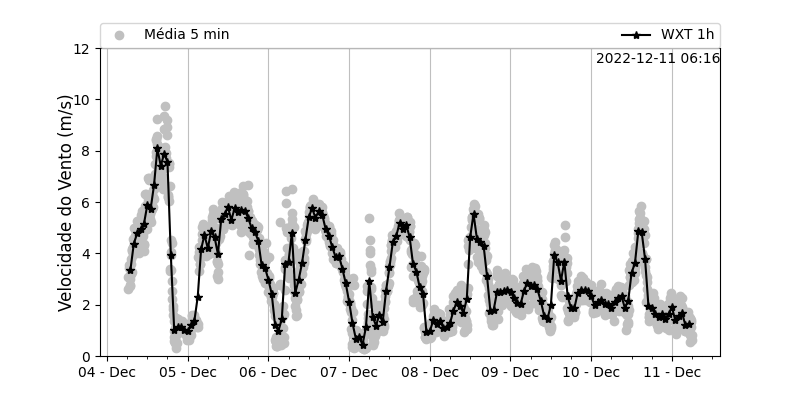 Média 5 min
WXT 1h
2022-12-11 06:16
Velocidade do Vento (m/s)
12
10
8
6
4
2
0
04 - Dec
05 - Dec
06 - Dec
07 - Dec
08 - Dec
09 - Dec
10 - Dec
11 - Dec